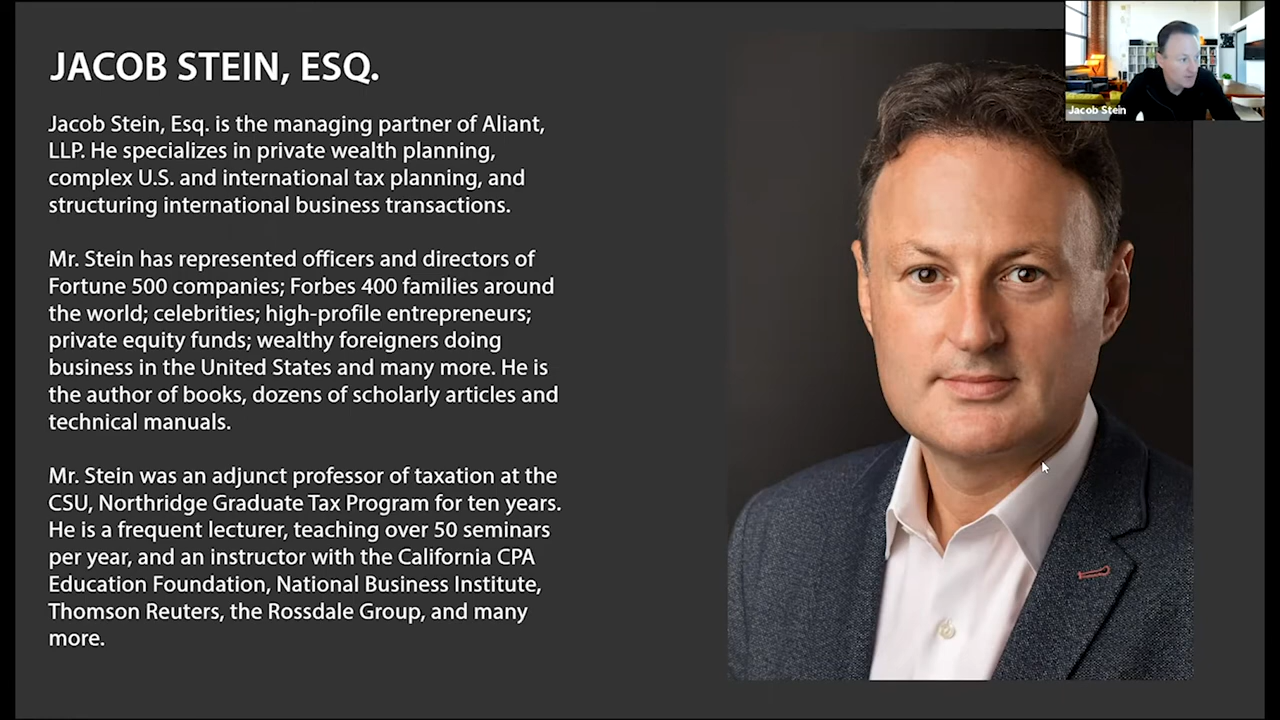 JACOB STEIN, ESQ.
Jacob Stein, Esq. is the managing partner of Aliant,
LLP. He specializes in private wealth planning,
complex U.S. and international tax planning, and
structuring international business transactions.
Mr. Stein has represented officers and directors of
Fortune 500 companies; Forbes 400 families around
the world; celebrities; high-profile entrepreneurs;
private equity funds; wealthy foreigners doing
business in the United States and many more. He is
the author of books, dozens of scholarly articles and
technical manuals.
Mr. Stein was an adjunct professor of taxation at the
CSU, Northridge Graduate Tax Program for ten years.
He is a frequent lecturer, teaching over 50 seminars
per year, and an instructor with the California CPA
Education Foundation, National Business Institute,
Thomson Reuters, the Rossdale Group, and many
more.
Jacob Stein